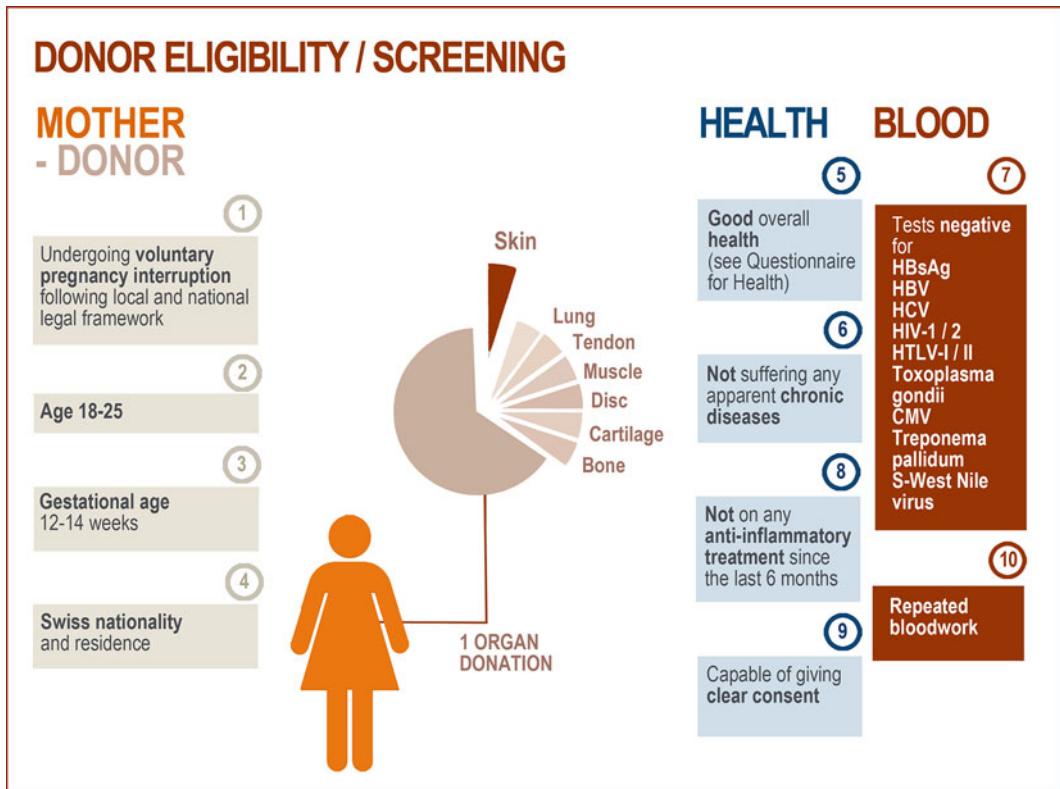 DONOR ELIGIBILITY / SCREENING
MOTHER
- DONOR
1
Undergoing voluntary
pregnancy interruption
following local and national
legal framework
2
Age 18-25
3
Gestational age
12-14 weeks
4
Swiss nationality
and residence
Skin
Lung
Tendon
Muscle
Disc
Cartilage
Bone
1 ORGAN
DONATION
HEALTH
5
Good overall
health
(see Questionnaire
for Health)
6
Not suffering any
apparent chronic
diseases
8
Not on any
anti-inflammatory
treatment since
the last 6 months
9
Capable of giving
clear consent
BLOOD
7
Tests negative
for
HBsAg
HBV
HCV
HIV-1 / 2
HTLV-I / II
Toxoplasma
gondii
CMV
Treponema
pallidum
S-West Nile
virus
10
Repeated
bloodwork